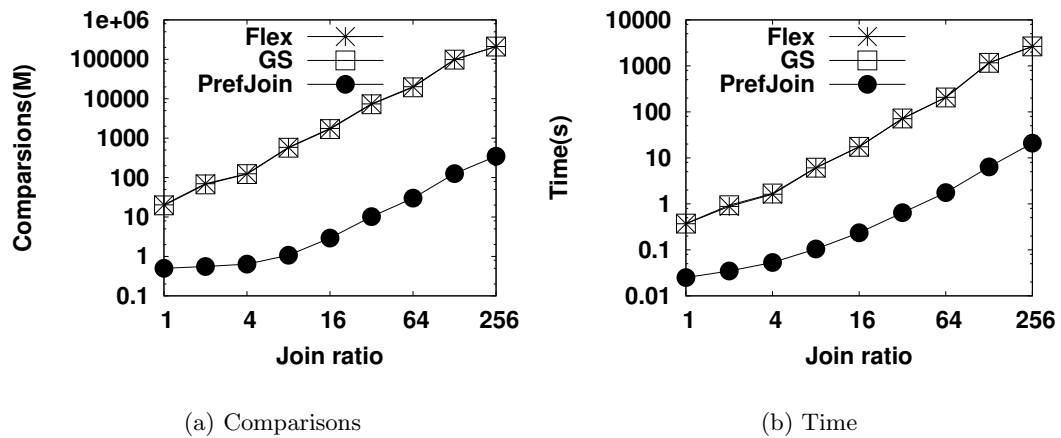 1e+06
100000
10000
1000
100
10
1
0.1
Comparsions(M)
Flex
GS
PrefJoin
1 4 16 64 256
Join ratio
(a) Comparisons
10000
1000
100
10
1
0.1
0.01
Time(s)
Flex
GS
PrefJoin
1 4 16 64 256
Join ratio
(b) Time